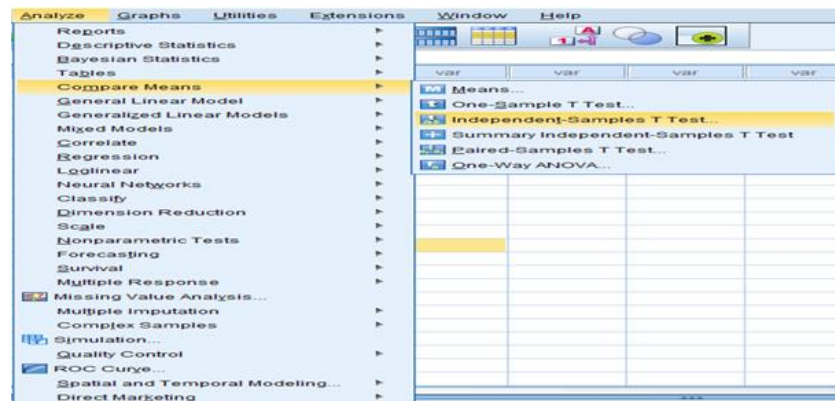 Analyze Graphs Utilities Extensions Window Help
Reports
Descriptive Statistics
Bayesian Statistics
Tables
Compare Means
General Linear Model
Generalized Linear Models
Mixed Models
Correlate
Regression
Loglinear
Neural Networks
Classify
Dimension Reduction
Scale
Nonparametric Tests
Forecasting
Survival
Multiple Response
Missing Value Analysis...
Multiple Imputation
Complex Samples
Simulation...
Quality Control
ROC Curve...
Spatial and Temporal Modeling...
Direct Marketing
var var var var
Means...
One-Sample T Test...
Independent-Samples T Test...
Summary Independent-Samples T Test
Paired-Samples T Test...
One-Way ANOVA...